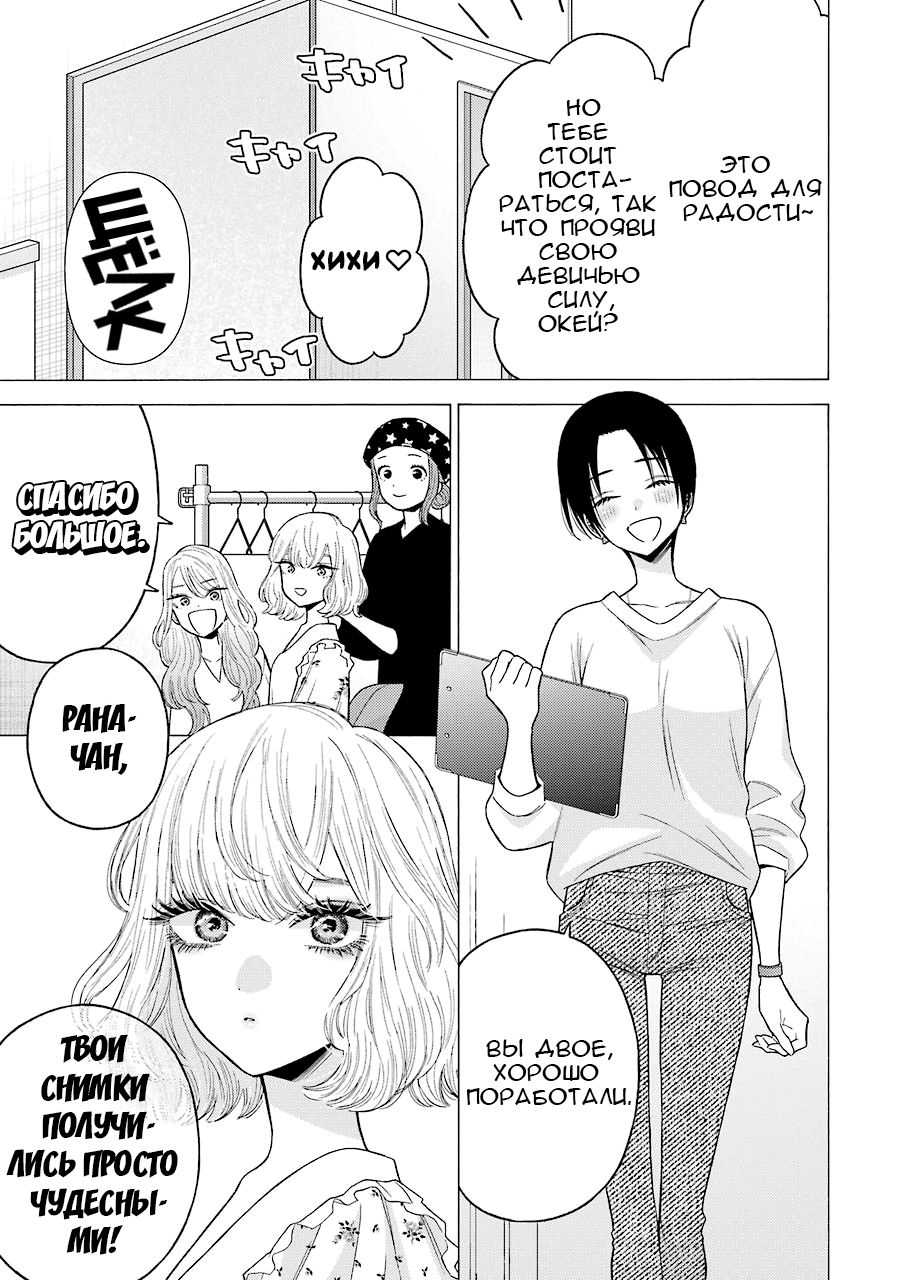 ЭТО
ПОВОД ДЛЯ
РАДОСТИ~
НО
ТЕБЕ
СТОИТ
ПОСТА-
РАТЬСЯ, ТАК
ЧТО ПРОЯВИ
СВОЮ
ДЕВИЧЬЮ
СИЛУ,
ОКЕЙ?
キャイ
キャイ
ХИХИ♡
キャイ
ЩЁЛК
ВЫ ДВОЕ,
ХОРОШО
ПОРАБОТАЛИ.
СПАСИБО
БОЛЬШОЕ.
РАНА-
ЧАН,
ТВОИ
СНИМКИ
ПОЛУЧИ-
ЛИСЬ ПРОСТО
ЧУДЕСНЫ-
МИ!